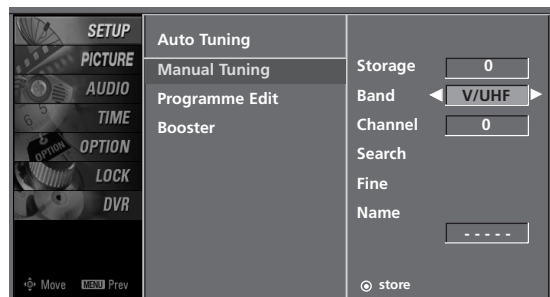 SETUP
PICTURE
AUDIO
TIME
OPTION
LOCK
DVR
Move MENU Prev
Auto Tuning
Manual Tuning
Programme Edit
Booster
Storage 0
Band V/UHF
Channel 0
Search
Fine
Name
- - - - -
store